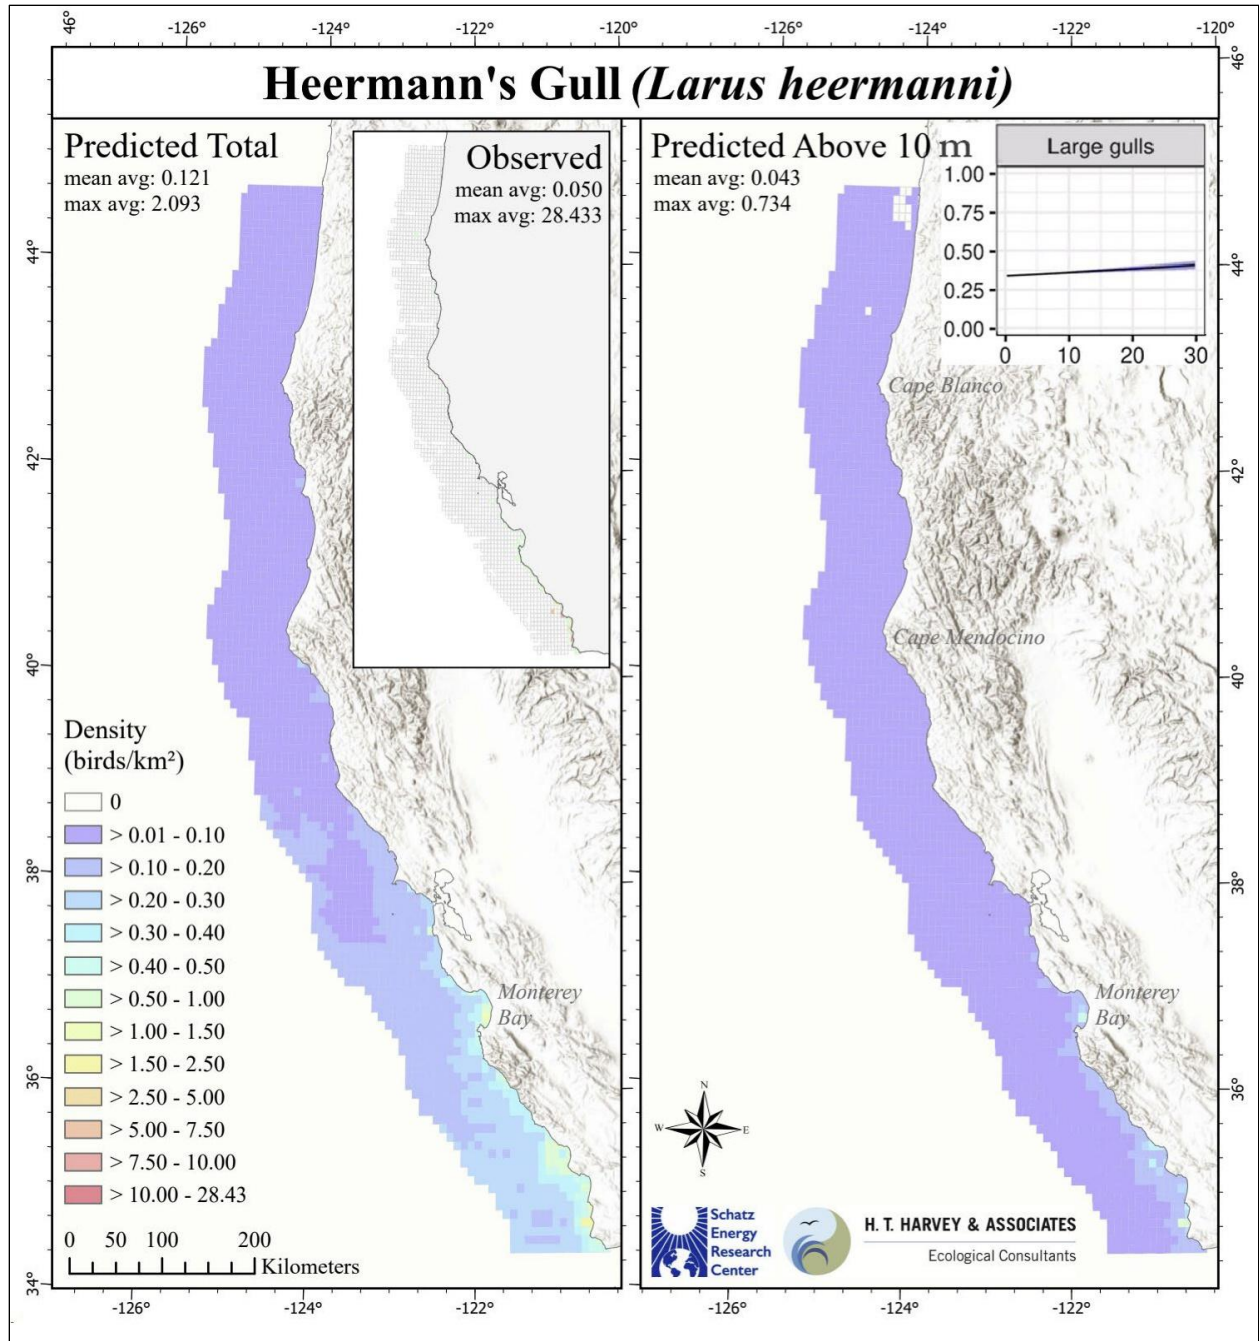 46°
-126°
-124°
-122°
-120°
-126°
-124°
-122°
-120°
46°
Heermann's Gull (Larus heermanni)
Predicted Total
mean avg: 0.121
max avg: 2.093
Observed
mean avg: 0.050
max avg: 28.433
Predicted Above 10 m
mean avg: 0.043
max avg: 0.734
Large gulls
1.00
0.75
0.50
0.25
0.00
0
10
20
30
44°
42°
40°
38°
36°
34°
44°
42°
40°
38°
36°
Cape Blanco
Cape Mendocino
Monterey
Bay
Monterey
Bay
Density
(birds/km²)
0
> 0.01 - 0.10
> 0.10 - 0.20
> 0.20 - 0.30
> 0.30 - 0.40
> 0.40 - 0.50
> 0.50 - 1.00
> 1.00 - 1.50
> 1.50 - 2.50
> 2.50 - 5.00
> 5.00 - 7.50
> 7.50 - 10.00
> 10.00 - 28.43
0 50 100 200
Kilometers
N
W E
S
Schatz
Energy
Research
Center
H. T. HARVEY & ASSOCIATES
Ecological Consultants
-126°
-124°
-122°
-126°
-124°
-122°